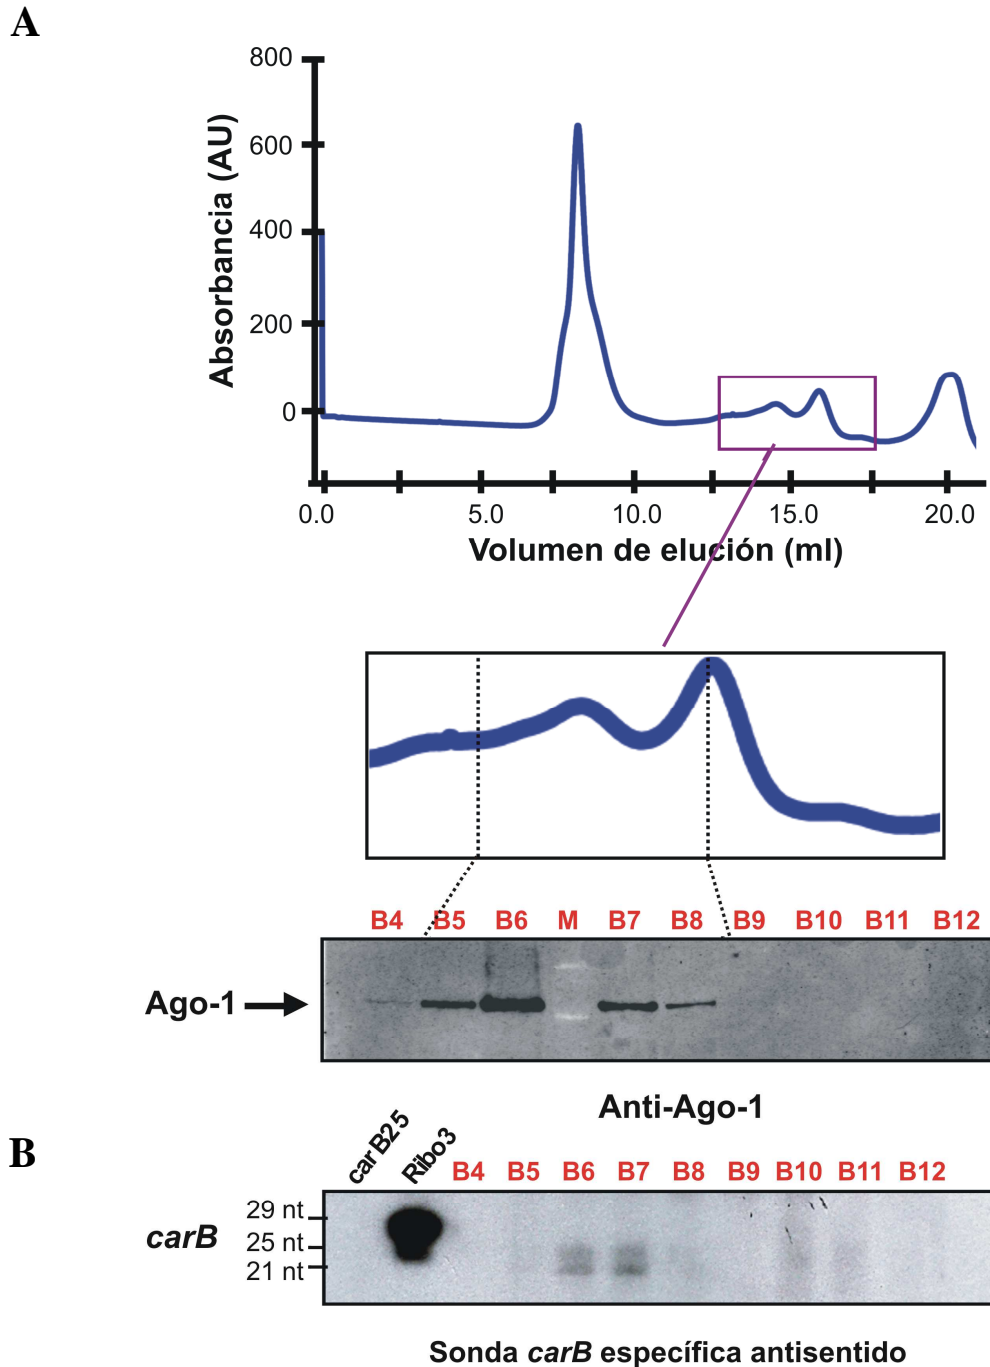 A
800
600
400
200
0
Absorbancia (AU)
0.0 5.0 10.0 15.0 20.0
Volumen de elución (ml)
B4 B5 B6 M B7 B8 B9 B10 B11 B12
Ago-1
Anti-Ago-1
B
carB25 Ribo3 B4 B5 B6 B7 B8 B9 B10 B11 B12
29 nt
carB
25 nt
21 nt
Sonda carB específica antisentido